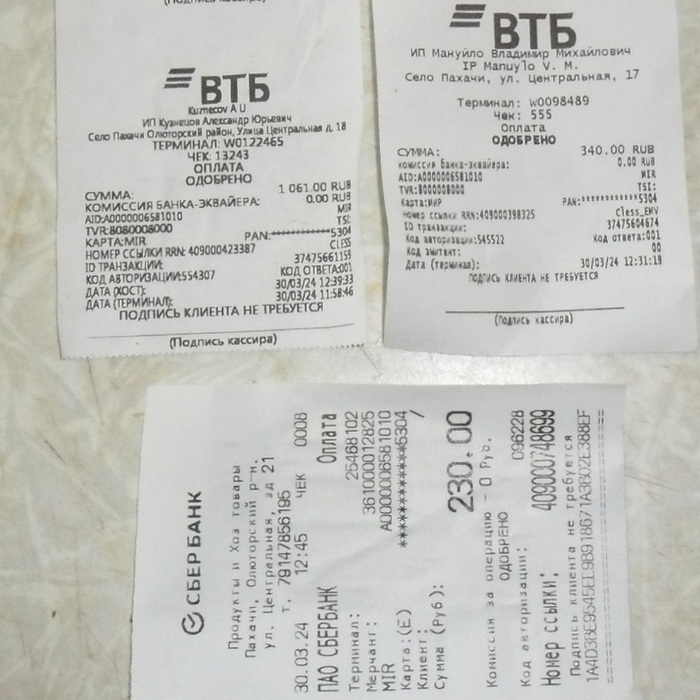 (Подпись кассира)
ВТБ
Kuznecov A U
ИП Кузнецов Александр Юрьевич
Село Пахачи Олюторский район, Улица Центральная д. 18
ТЕРМИНАЛ: W0122465
ЧЕК: 13243
ОПЛАТА
ОДОБРЕНО
СУММА: 1 061.00 RUB
КОМИССИЯ БАНКА-ЭКВАЙЕРА: 0.00 RUB
AID:A0000006581010 MIR
TVR:8080008000 TSI:
КАРТА:MIR PAN:************5304
НОМЕР ССЫЛКИ RRN: 409000423387 CLESS
ID ТРАНЗАКЦИИ: 37475661159
КОД АВТОРИЗАЦИИ:554307 КОД ОТВЕТА:001
ДАТА (ХОСТ): 30/03/24 12:39:33
ДАТА (ТЕРМИНАЛ): 30/03/24 11:58:46
ПОДПИСЬ КЛИЕНТА НЕ ТРЕБУЕТСЯ
(Подпись кассира)
ВТБ
ИП Мануйло Владимир Михайлович
IP Manuylo V. M.
Село Пахачи, ул. Центральная, 17
Терминал: W0098489
Чек: 555
Оплата
ОДОБРЕНО
СУММА: 340.00 RUB
комиссия банка-эквайера: 0.00 RUB
AID:A0000006581010 MIR
TVR:8000008000 TSI:
Карта:МИР PAN:************5304
Номер ссылки RRN:409000398325 Cless_EMV
ID транзакции: 37475604674
Код авторизации:545522 Код ответа:001
Код эмитент: 00
Дата (терминал): 30/03/24 12:31:19
ПОДПИСЬ КЛИЕНТА НЕ ТРЕБУЕТСЯ
(Подпись кассира)
СБЕРБАНК
Продукты и Хоз товары
Пахачи, Олюторский р-н.
ул. Центральная, зд 21
т. 79147856195
30.03.24 12:45 ЧЕК 0008
ПАО СБЕРБАНК Оплата
Терминал: 25468102
Мерчант: 361000012825
MIR A0000006581010
Карта:(E) ************5304
Клиент: /
Сумма (Руб): 230.00
Комиссия за операцию - 0 Руб.
ОДОБРЕНО
Код авторизации: 096228
Номер ссылки: 409000748699
Подпись клиента не требуется